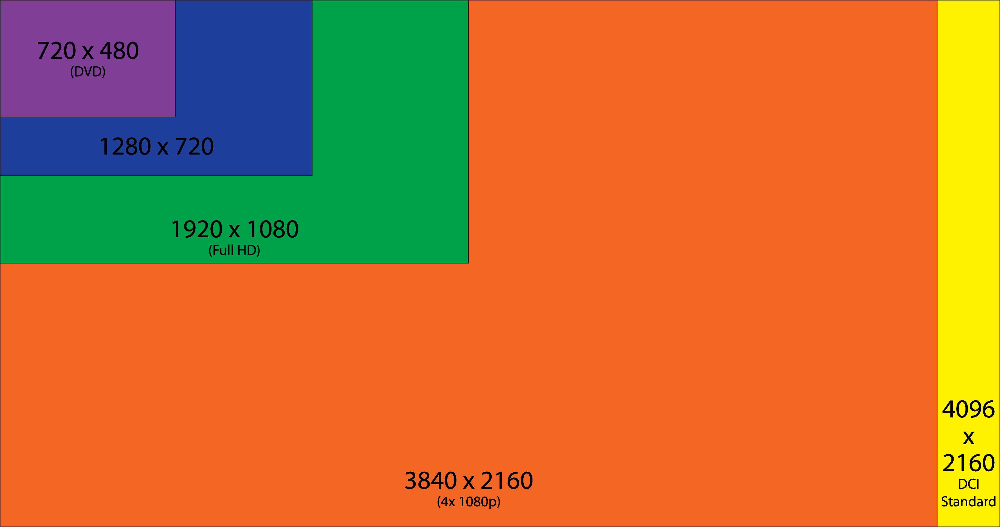 720 x 480
(DVD)
1280 x 720
1920 x 1080
(Full HD)
3840 x 2160
(4x 1080p)
4096
x
2160
DCI
Standard